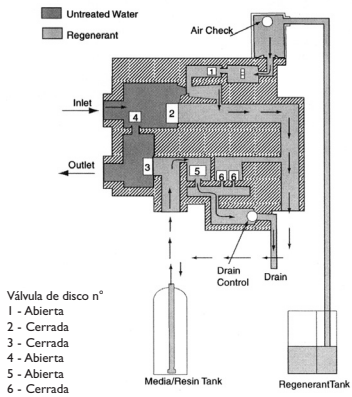 Untreated Water
Regenerant
Air Check
1
Inlet
2
4
Outlet
3
5
6 6
Drain Control
Drain
Válvula de disco n°
1 - Abierta
2 - Cerrada
3 - Cerrada
4 - Abierta
5 - Abierta
6 - Cerrada
Media/Resin Tank
RegenerantTank